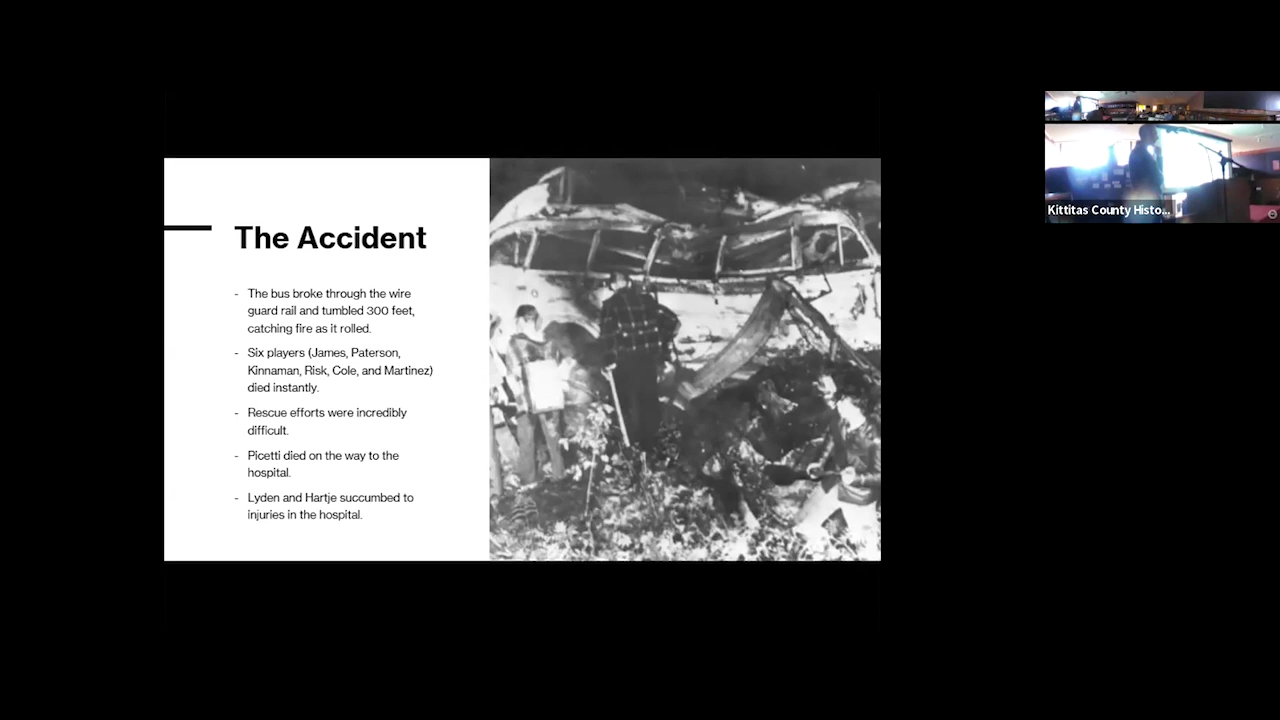 The Accident
- The bus broke through the wire
guard rail and tumbled 300 feet,
catching fire as it rolled.
- Six players (James, Paterson,
Kinnaman, Risk, Cole, and Martinez)
died instantly.
- Rescue efforts were incredibly
difficult.
- Picetti died on the way to the
hospital.
- Lyden and Hartje succumbed to
injuries in the hospital.
Kittitas County Histo...